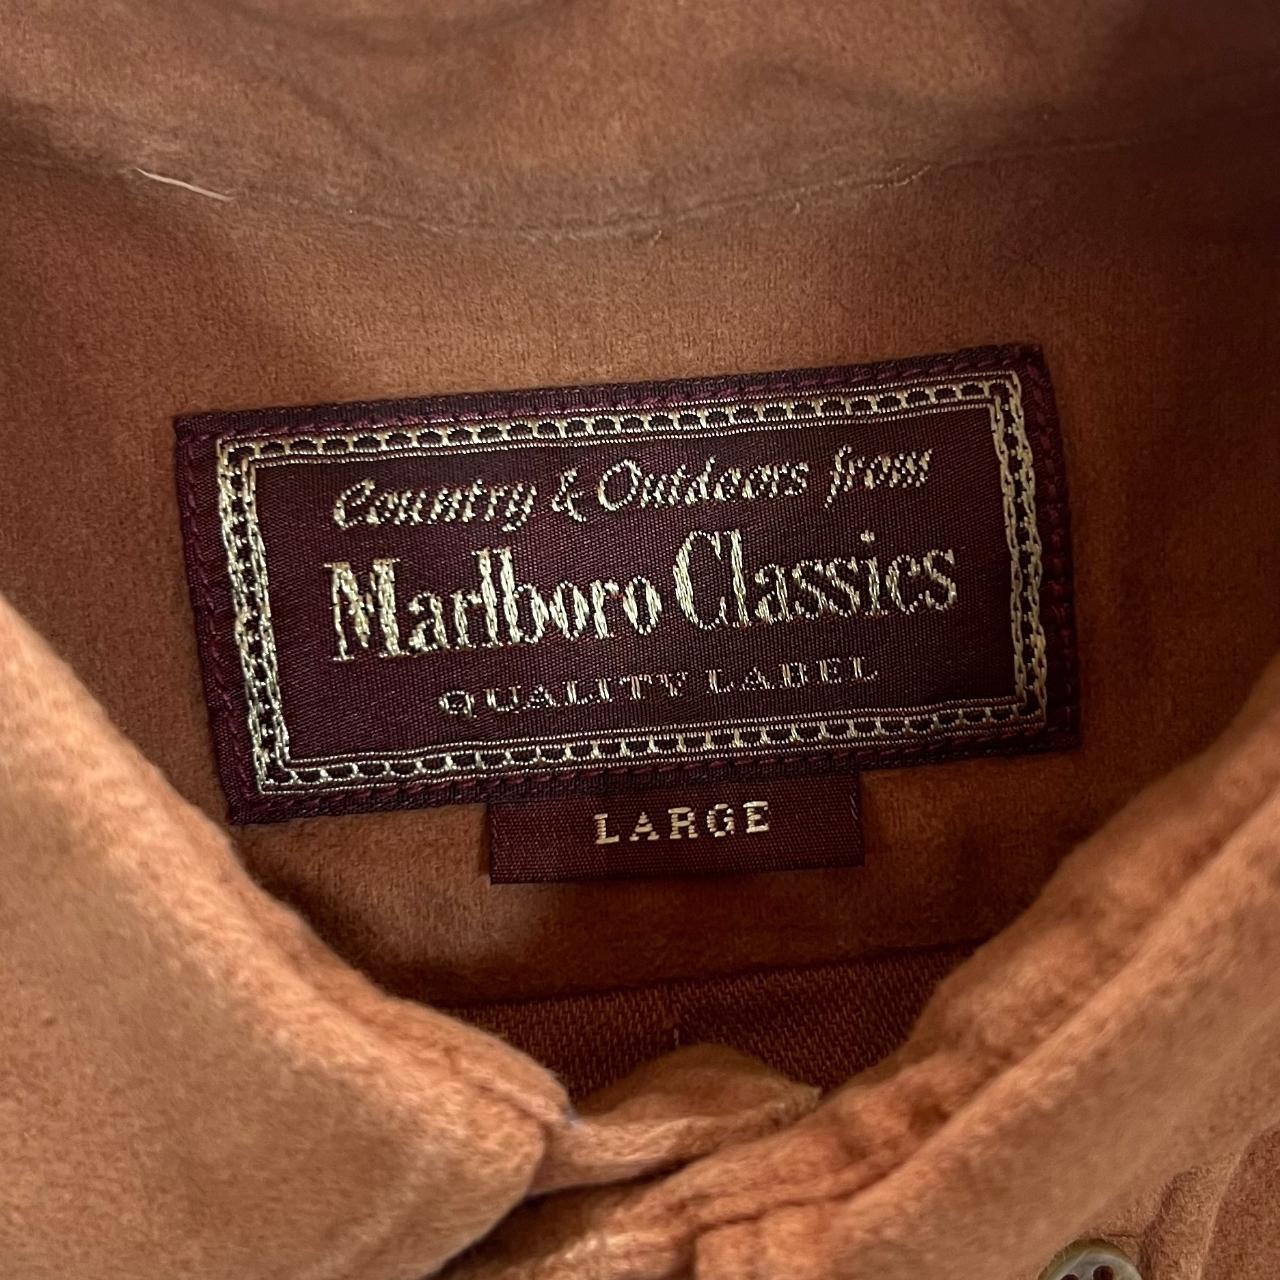 Country & Outdoors from
Marlboro Classics
QUALITY LABEL
LARGE